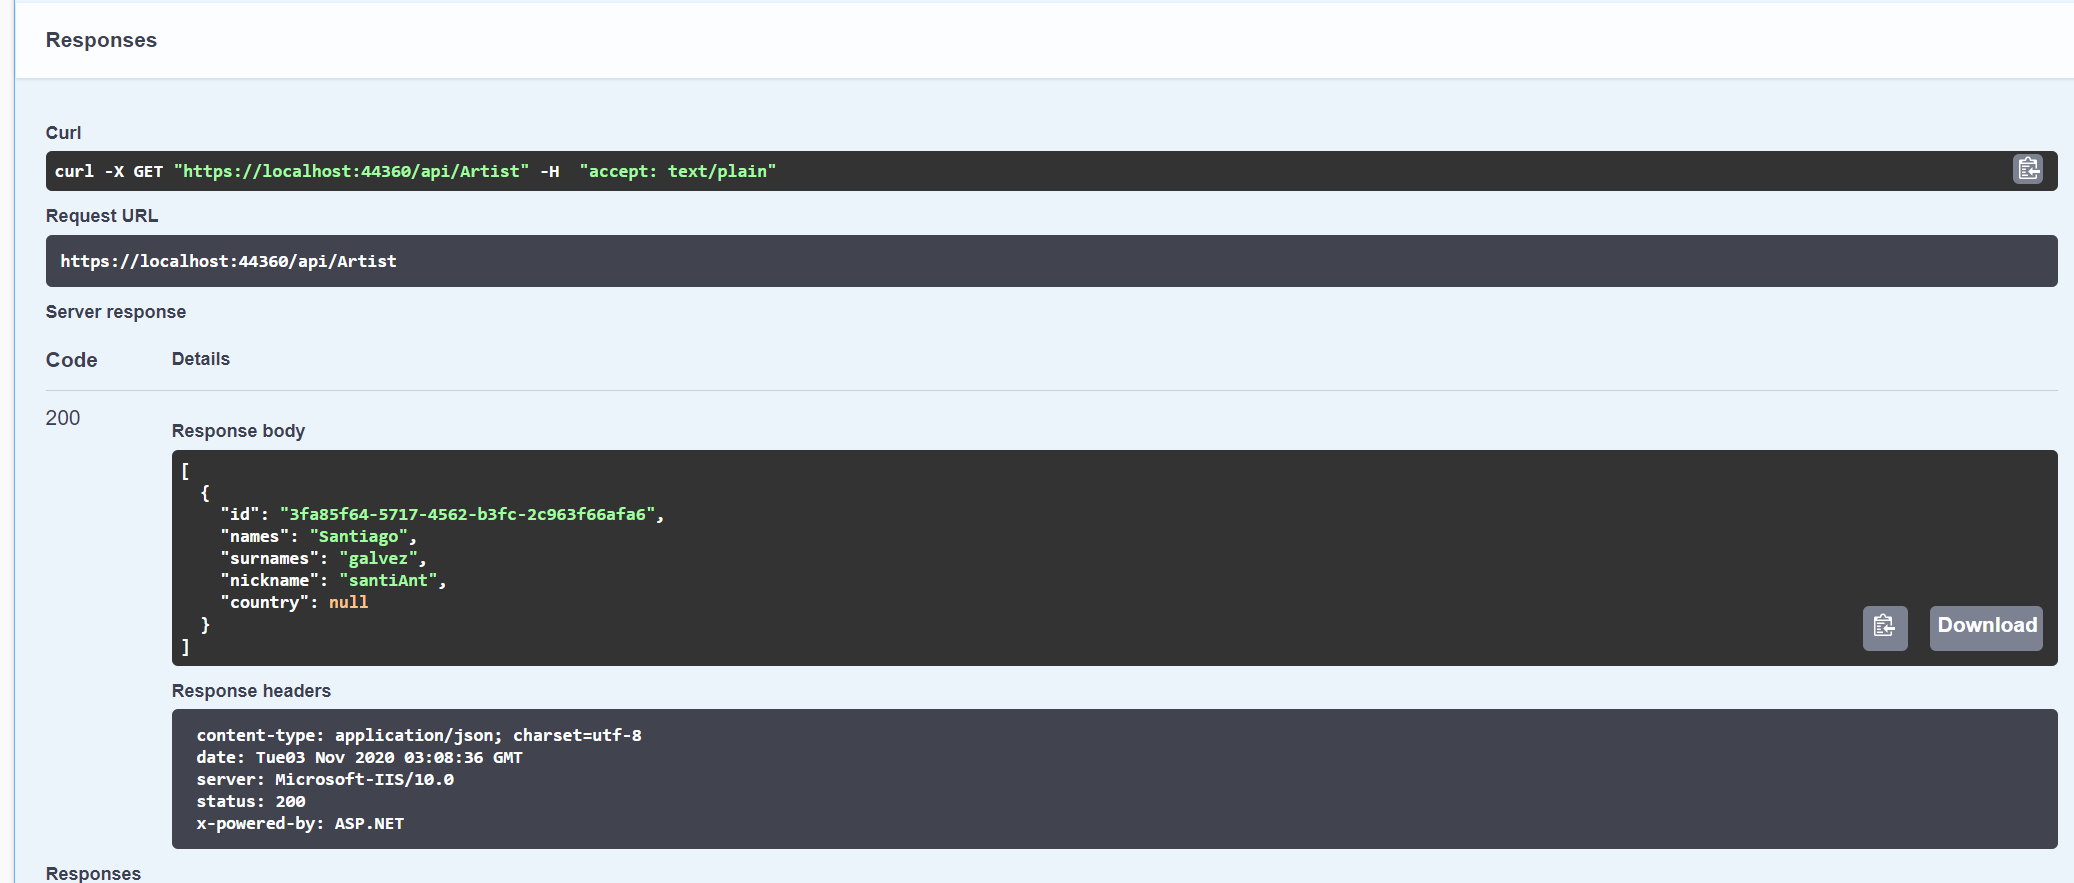 Responses
Curl
curl -X GET "https://localhost:44360/api/Artist" -H  "accept: text/plain"
Request URL
https://localhost:44360/api/Artist
Server response
Code Details
200
Response body
[
  {
    "id": "3fa85f64-5717-4562-b3fc-2c963f66afa6",
    "names": "Santiago",
    "surnames": "galvez",
    "nickname": "santiAnt",
    "country": null
  }
]
Download
Response headers
content-type: application/json; charset=utf-8
date: Tue03 Nov 2020 03:08:36 GMT
server: Microsoft-IIS/10.0
status: 200
x-powered-by: ASP.NET
Responses